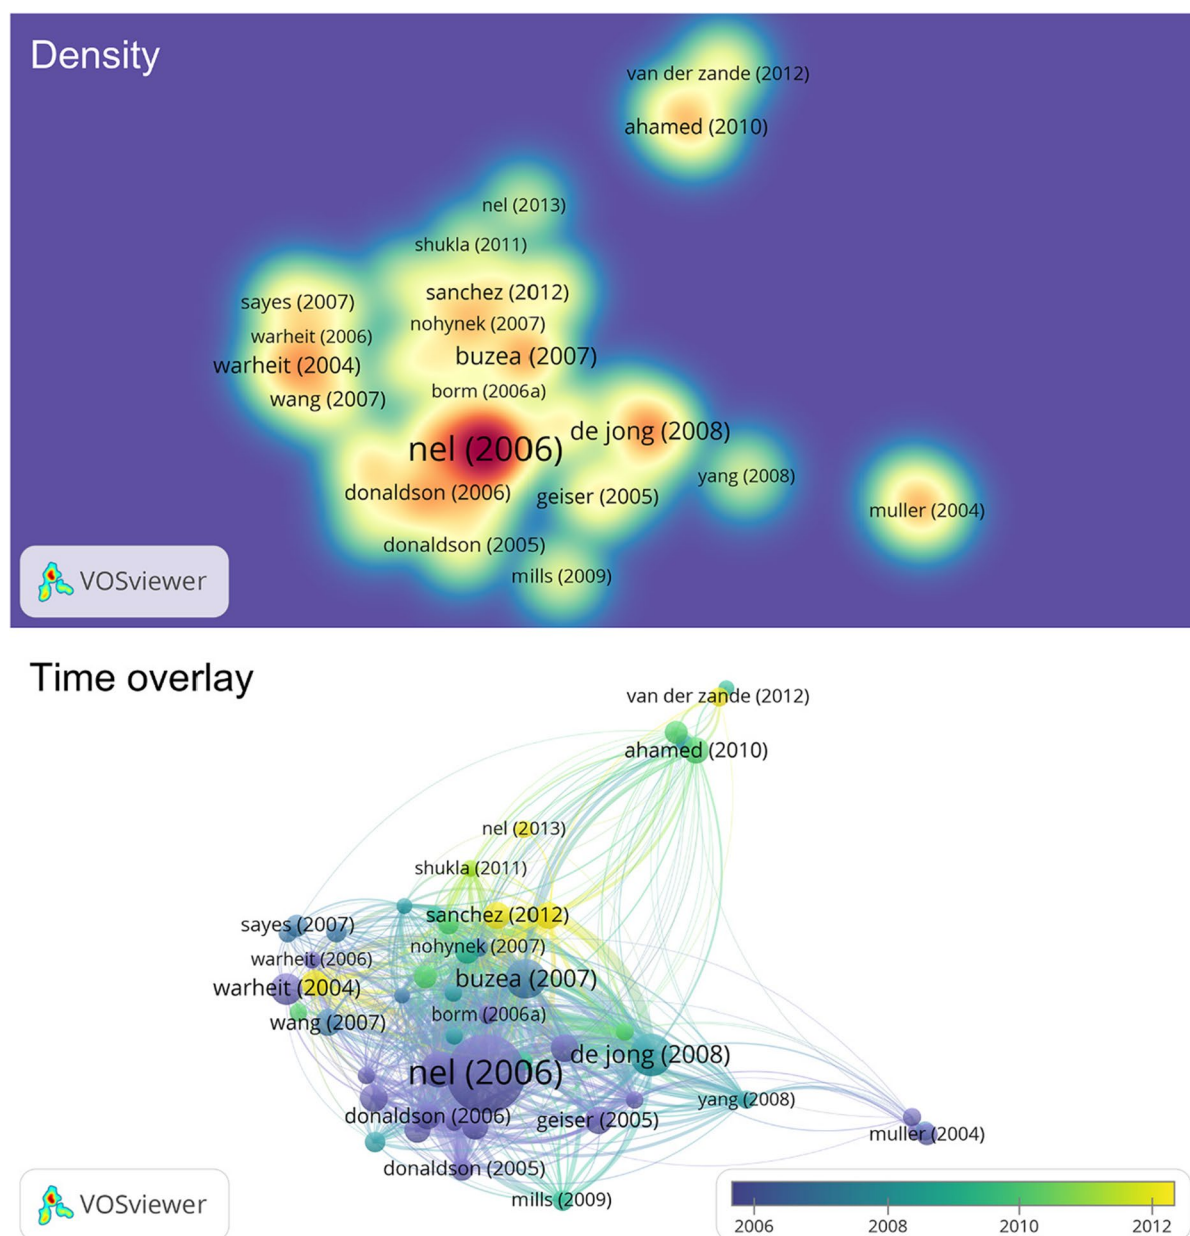 Density
van der zande (2012)
ahamed (2010)
nel (2013)
shukla (2011)
sanchez (2012)
sayes (2007)
nohynek (2007)
warheit (2006)
buzea (2007)
warheit (2004)
borm (2006a)
wang (2007)
de jong (2008)
nel (2006)
yang (2008)
donaldson (2006)
geiser (2005)
muller (2004)
donaldson (2005)
mills (2009)
VOSviewer
Time overlay
van der zande (2012)
ahamed (2010)
nel (2013)
shukla (2011)
sanchez (2012)
sayes (2007)
nohynek (2007)
warheit (2006)
buzea (2007)
warheit (2004)
borm (2006a)
wang (2007)
de jong (2008)
nel (2006)
yang (2008)
donaldson (2006)
geiser (2005)
muller (2004)
donaldson (2005)
mills (2009)
VOSviewer
2006 2008 2010 2012